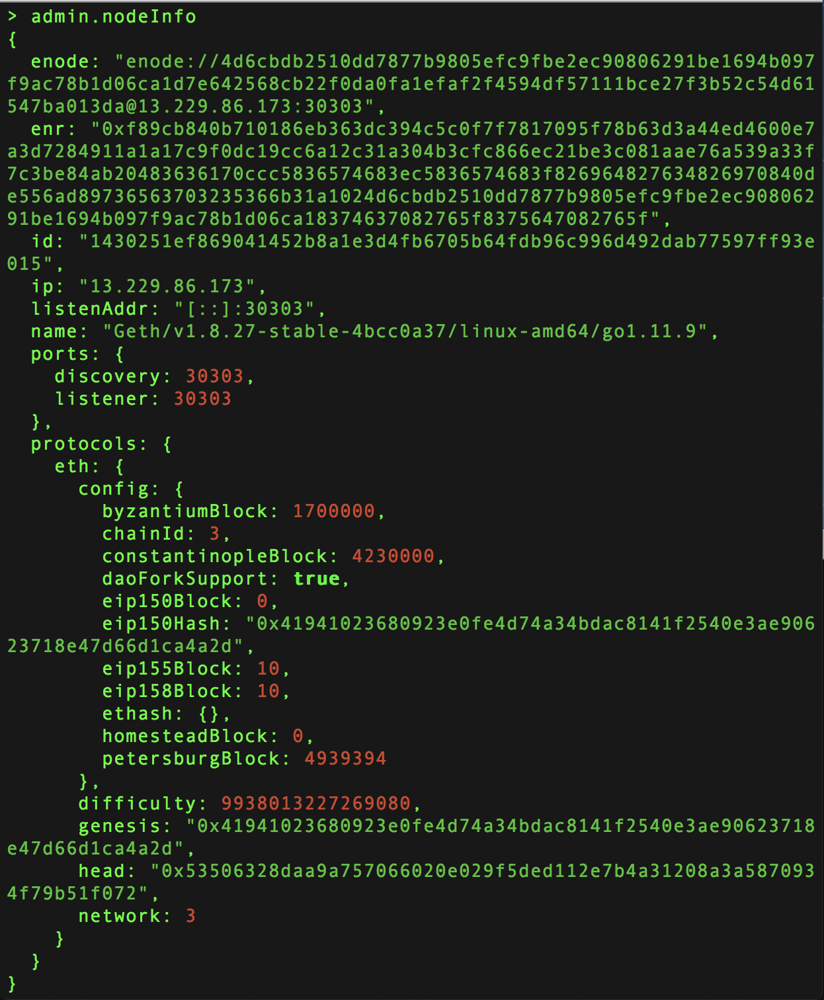 > admin.nodeInfo
{
  enode: "enode://4d6cbdb2510dd7877b9805efc9fbe2ec90806291be1694b097
f9ac78b1d06ca1d7e642568cb22f0da0fa1efaf2f4594df57111bce27f3b52c54d61
547ba013da@13.229.86.173:30303",
  enr: "0xf89cb840b710186eb363dc394c5c0f7f7817095f78b63d3a44ed4600e7
a3d7284911a1a17c9f0dc19cc6a12c31a304b3cfc866ec21be3c081aae76a539a33f
7c3be84ab20483636170ccc5836574683ec5836574683f826964827634826970840d
e556ad89736563703235366b31a1024d6cbdb2510dd7877b9805efc9fbe2ec908062
91be1694b097f9ac78b1d06ca18374637082765f8375647082765f",
  id: "1430251ef869041452b8a1e3d4fb6705b64fdb96c996d492dab77597ff93e
015",
  ip: "13.229.86.173",
  listenAddr: "[::]:30303",
  name: "Geth/v1.8.27-stable-4bcc0a37/linux-amd64/go1.11.9",
  ports: {
    discovery: 30303,
    listener: 30303
  },
  protocols: {
    eth: {
      config: {
        byzantiumBlock: 1700000,
        chainId: 3,
        constantinopleBlock: 4230000,
        daoForkSupport: true,
        eip150Block: 0,
        eip150Hash: "0x41941023680923e0fe4d74a34bdac8141f2540e3ae906
23718e47d66d1ca4a2d",
        eip155Block: 10,
        eip158Block: 10,
        ethash: {},
        homesteadBlock: 0,
        petersburgBlock: 4939394
      },
      difficulty: 9938013227269080,
      genesis: "0x41941023680923e0fe4d74a34bdac8141f2540e3ae90623718
e47d66d1ca4a2d",
      head: "0x53506328daa9a757066020e029f5ded112e7b4a31208a3a587093
4f79b51f072",
      network: 3
    }
  }
}